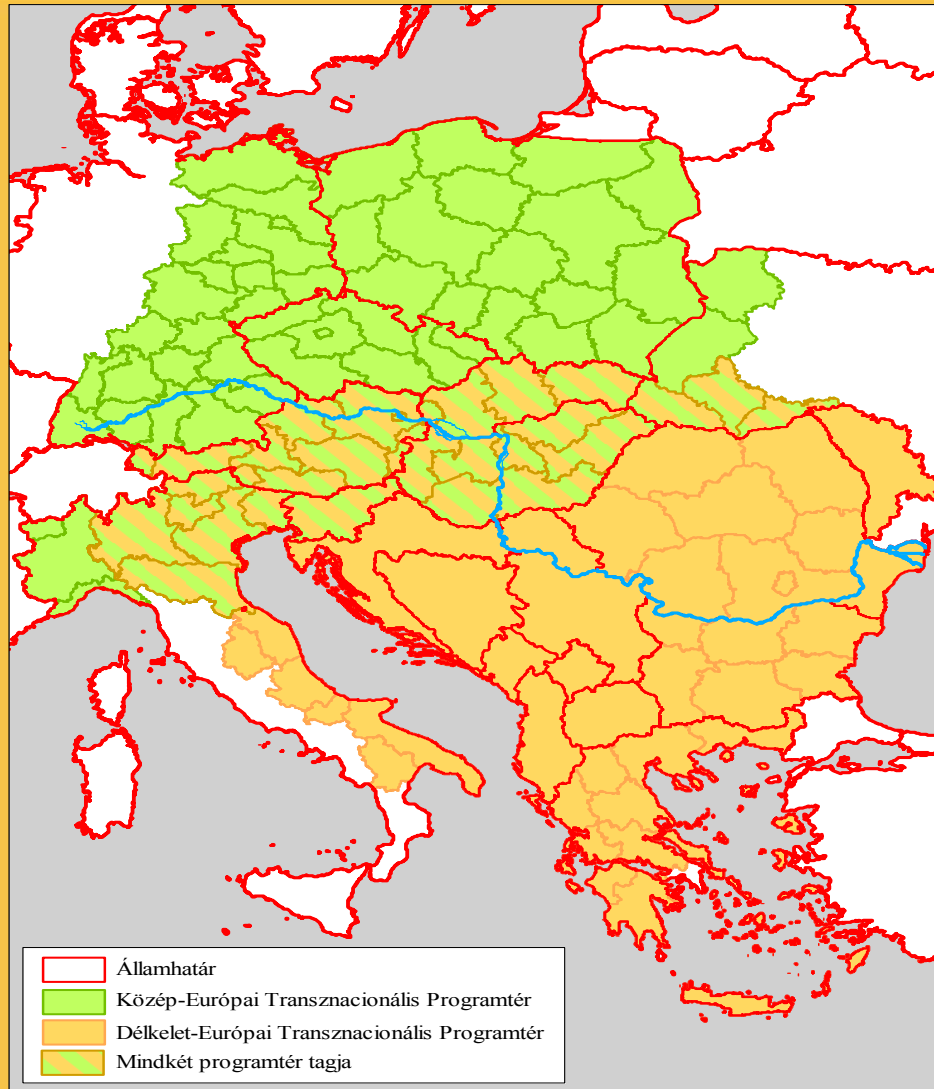 Államhatár
Közép-Európai Transznacionális Programtér
Délkelet-Európai Transznacionális Programtér
Mindkét programtér tagja